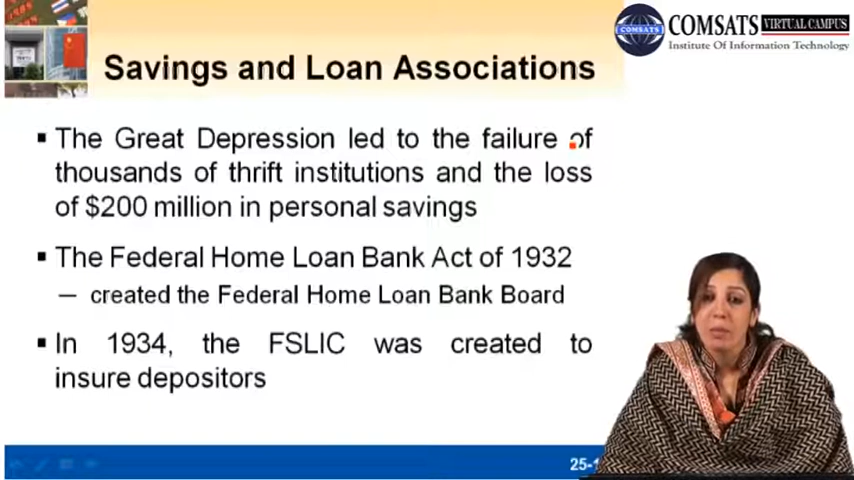 COMSATS
COMSATS VIRTUAL CAMPUS
Institute Of Information Technology
Savings and Loan Associations
▪ The Great Depression led to the failure of
thousands of thrift institutions and the loss
of $200 million in personal savings
▪ The Federal Home Loan Bank Act of 1932
– created the Federal Home Loan Bank Board
▪ In 1934, the FSLIC was created to
insure depositors